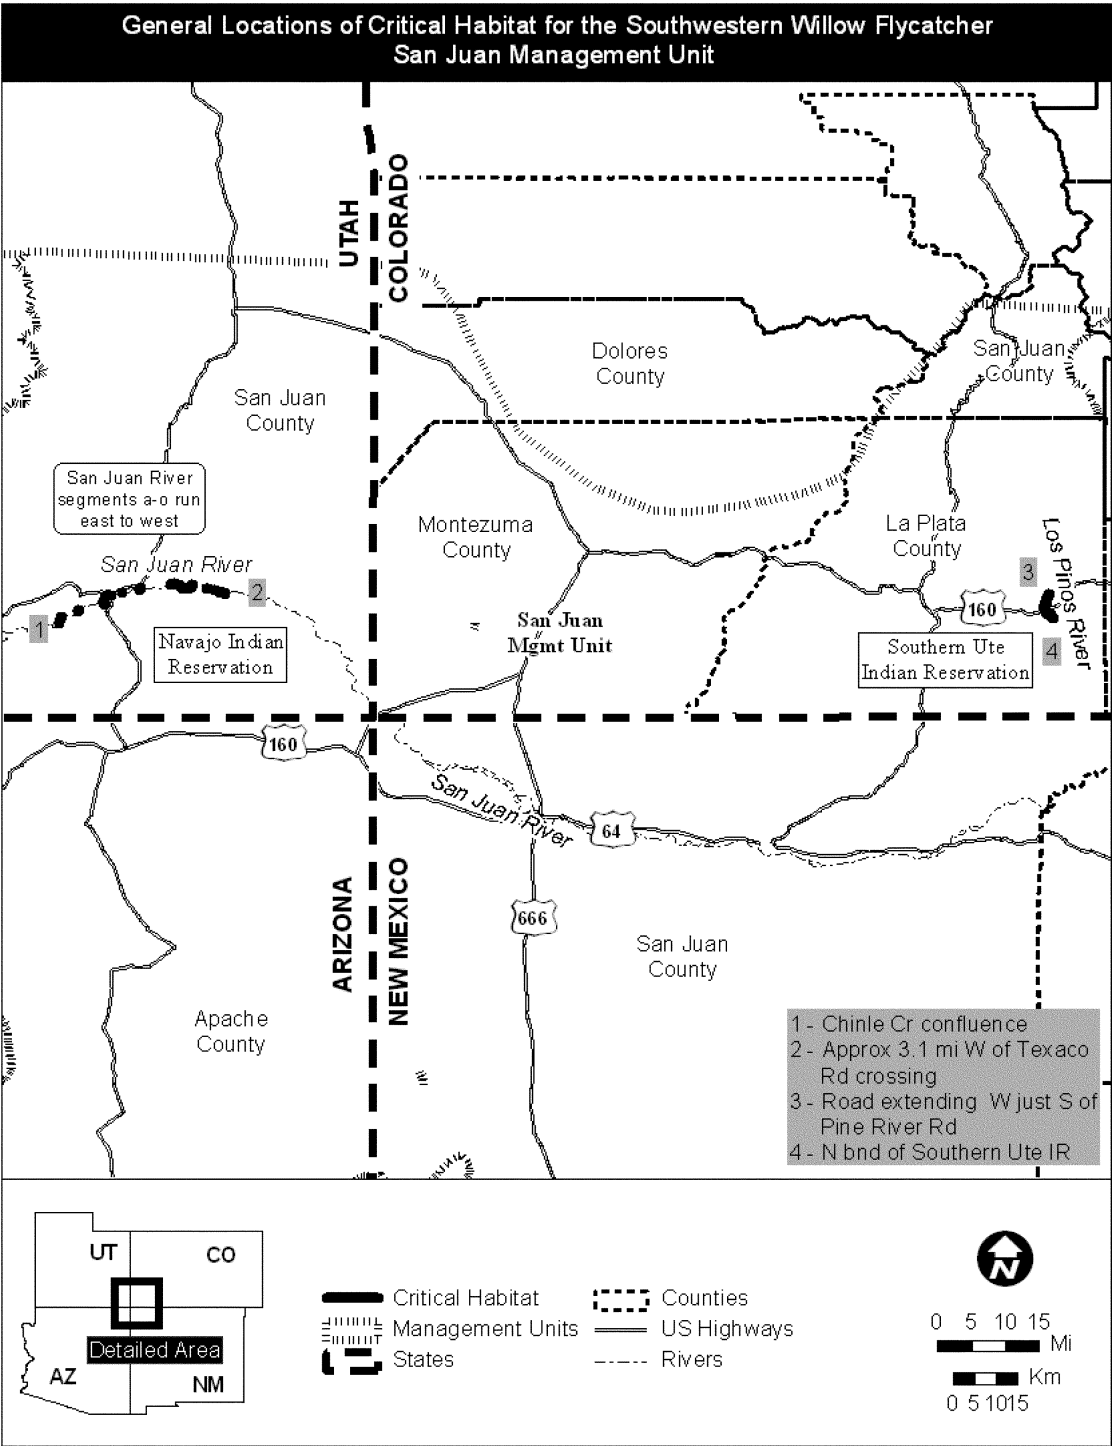 General Locations of Critical Habitat for the Southwestern Willow Flycatcher
San Juan Management Unit
UTAH
COLORADO
Dolores
County
San Juan
County
San Juan
County
San Juan River
segments a-o run
east to west
Montezuma
County
La Plata
County
Los Pinos River
San Juan River
3
2
1
160
San Juan
Mgmt Unit
Navajo Indian
Reservation
Southern Ute
Indian Reservation
4
160
San Juan River
64
ARIZONA
NEW MEXICO
666
San Juan
County
Apache
County
1 - Chinle Cr confluence
2 - Approx 3.1 mi W of Texaco
Rd crossing
3 - Road extending W just S of
Pine River Rd
4 - N bnd of Southern Ute IR
UT
CO
Detailed Area
AZ
NM
Critical Habitat
Management Units
States
Counties
US Highways
Rivers
N
0 5 10 15
Mi
Km
0 5 10 15